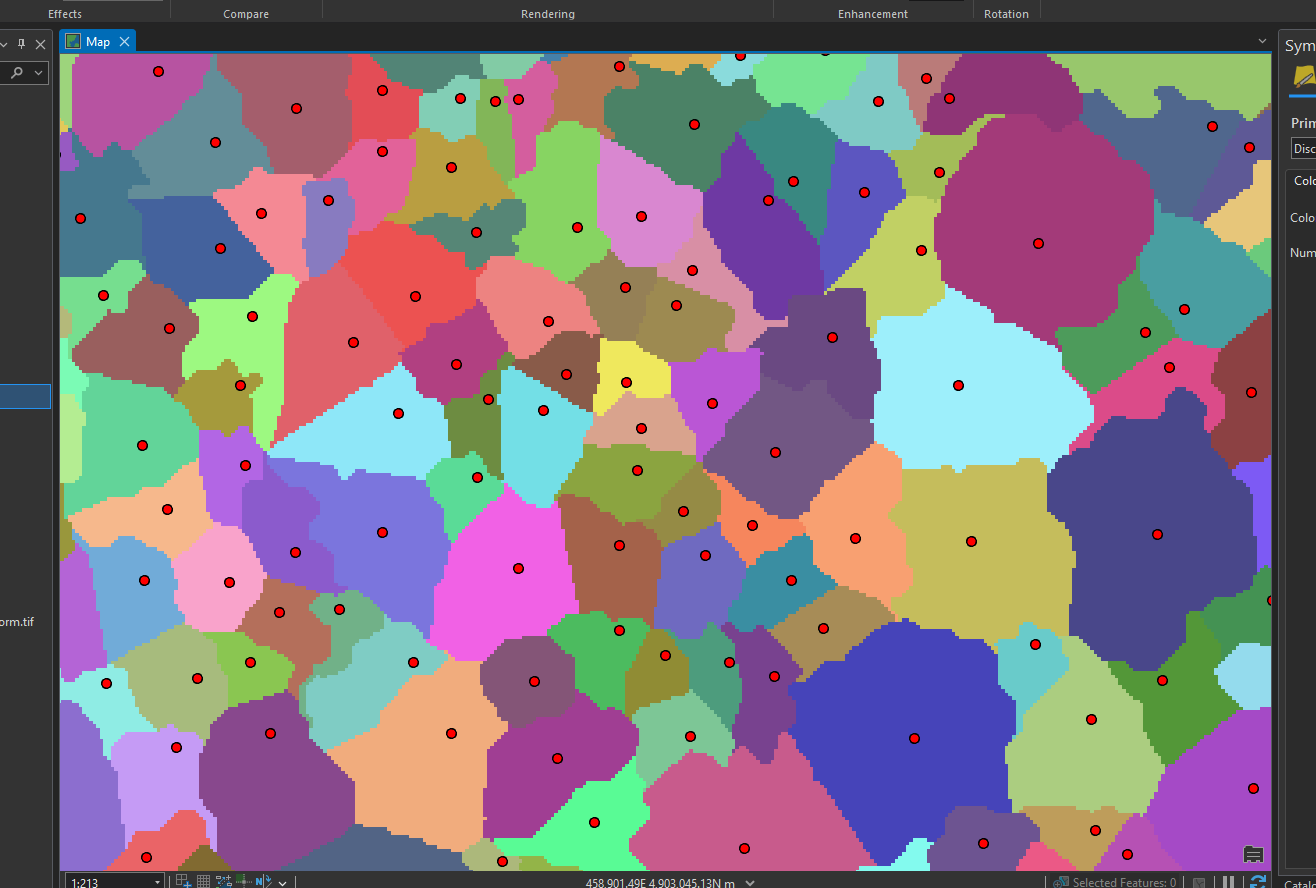 Effects
Compare
Rendering
Enhancement
Rotation
Map
Sym
Prim
Disc
Colo
Colo
Num
orm.tif
1:213
458,901.49E 4,903,045.13N m
Selected Features: 0
Catalo